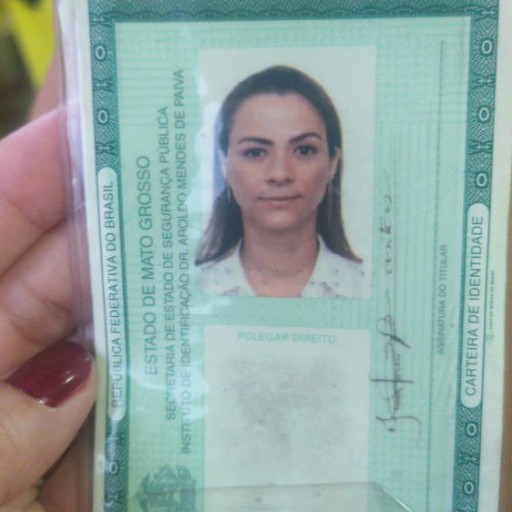 REPÚBLICA FEDERATIVA DO BRASIL
ESTADO DE MATO GROSSO
SECRETARIA DE ESTADO DE SEGURANÇA PÚBLICA
INSTITUTO DE IDENTIFICAÇÃO DR. AROLDO MENDES DE PAIVA
POLEGAR DIREITO
ASSINATURA DO TITULAR
CARTEIRA DE IDENTIDADE